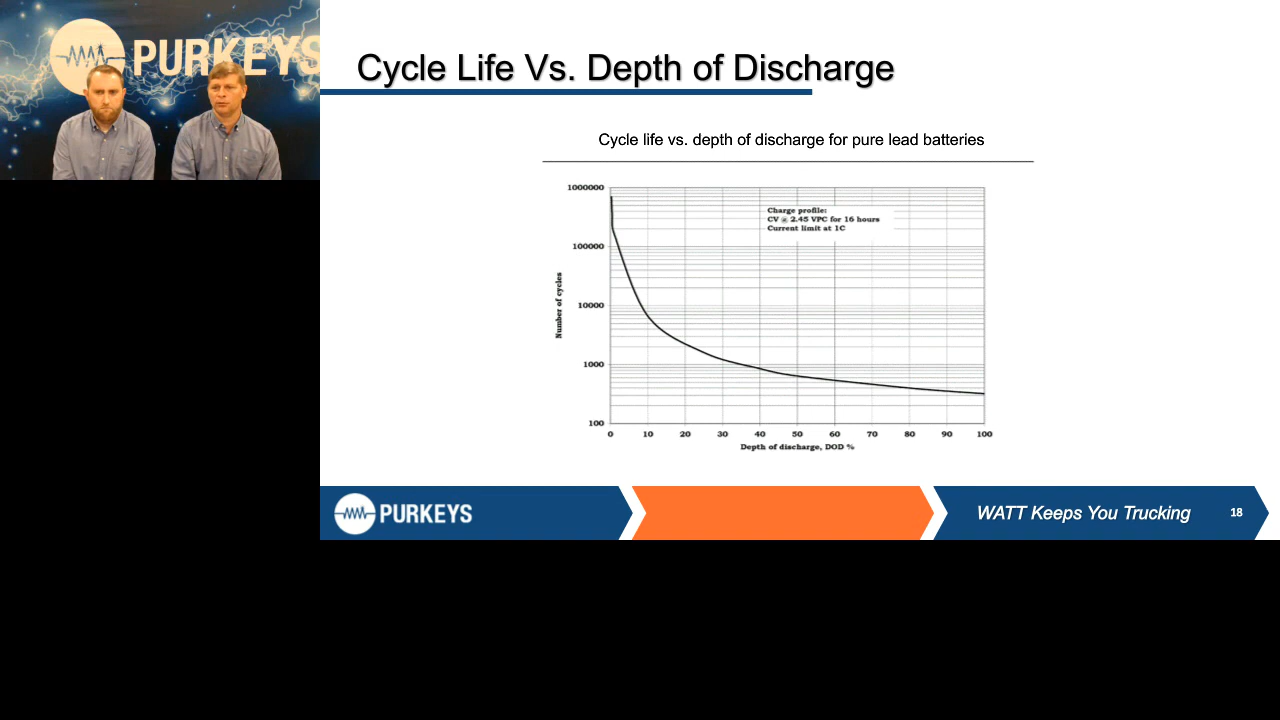 PURKEYS
Cycle Life Vs. Depth of Discharge
Cycle life vs. depth of discharge for pure lead batteries
1000000
100000
10000
1000
100
Number of cycles
Charge profile:
CV @ 2.45 VPC for 16 hours
Current limit at 1C
0 10 20 30 40 50 60 70 80 90 100
Depth of discharge, DOD %
PURKEYS
WATT Keeps You Trucking
18